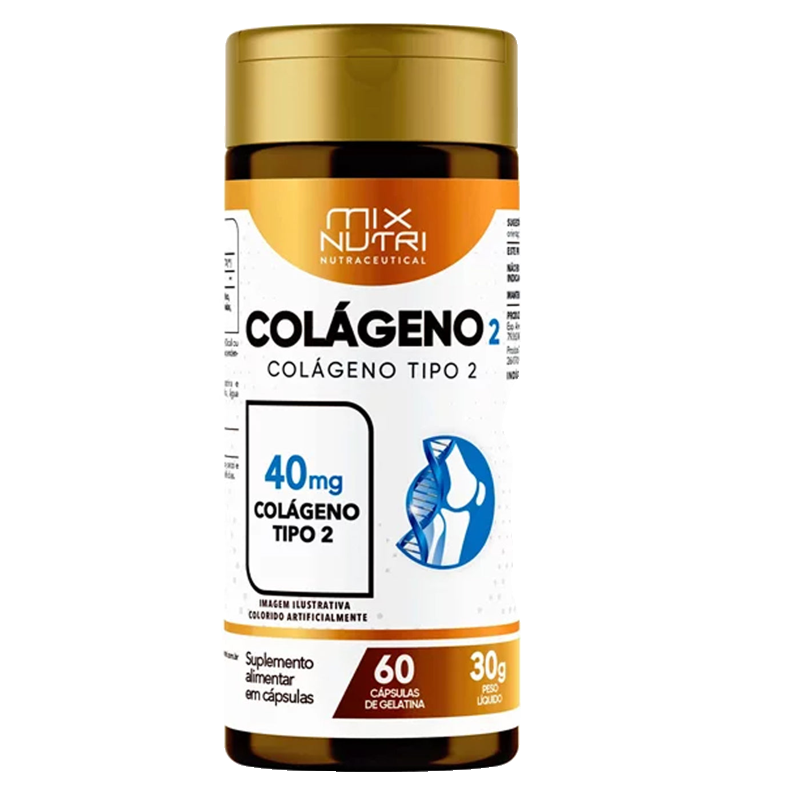 MIX
NUTRI
NUTRACEUTICAL
COLÁGENO 2
COLÁGENO TIPO 2
40mg
COLÁGENO
TIPO 2
IMAGEM ILUSTRATIVA
COLORIDO ARTIFICIALMENTE
Suplemento
alimentar
em cápsulas
60
CÁPSULAS
DE GELATINA
30g
PESO
LÍQUIDO